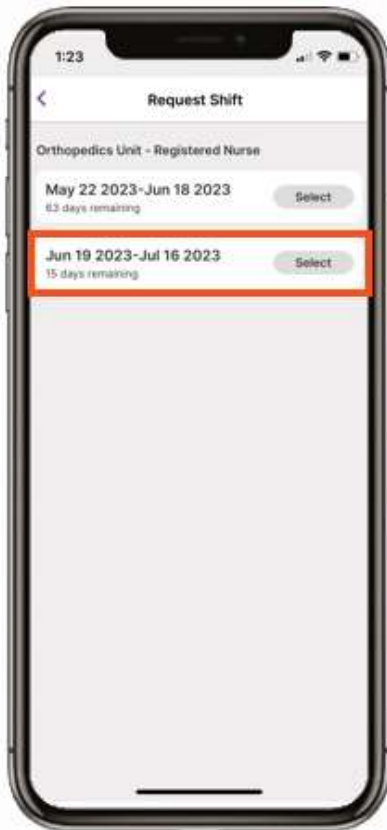 1:23
Request Shift
Orthopedics Unit - Registered Nurse
May 22 2023-Jun 18 2023
Select
63 days remaining
Jun 19 2023-Jul 16 2023
Select
15 days remaining